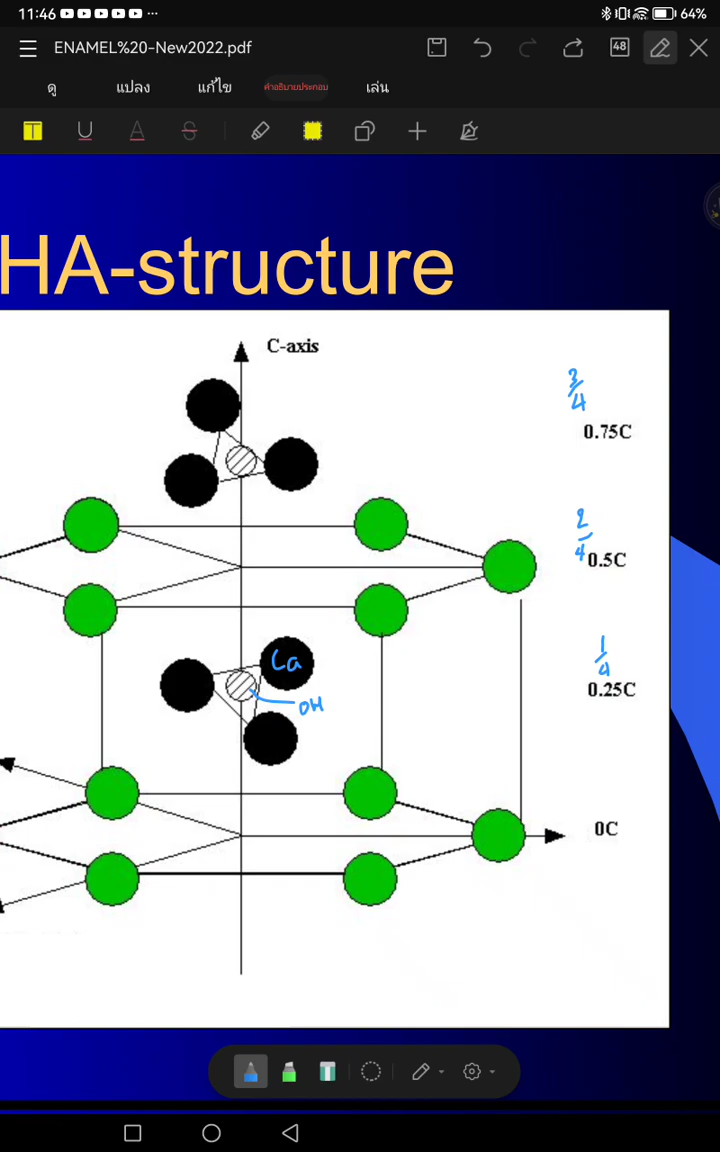 11:46
64%
ENAMEL%20-New2022.pdf
48
ดู แปลง แก้ไข คำอธิบายประกอบ เล่น
T U A S
HA-structure
C-axis
3/4
0.75C
2/4
0.5C
1/4
Ca
0.25C
OH
0C